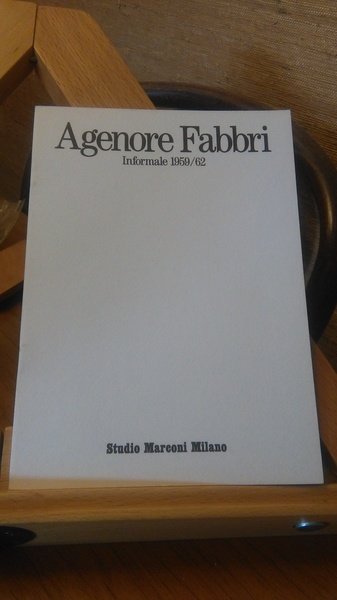 Agenore Fabbri
Informale 1959/62
Studio Marconi Milano